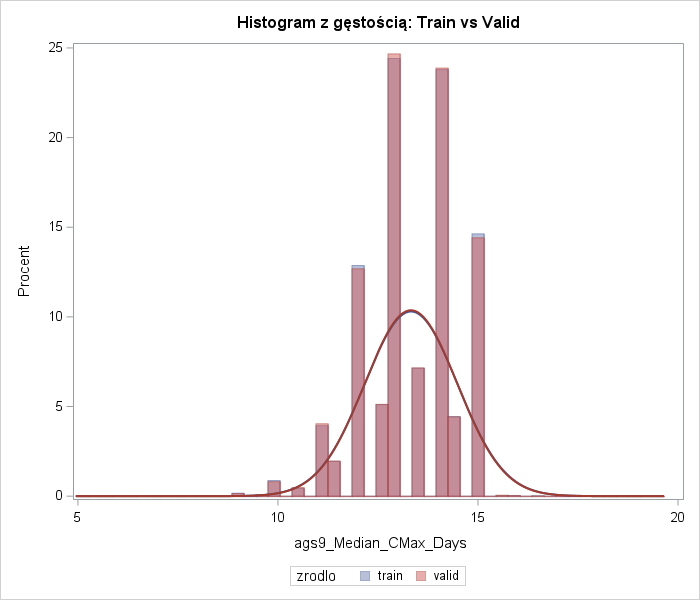 Histogram z gęstością: Train vs Valid
25
20
15
10
5
0
Procent
5 10 15 20
ags9_Median_CMax_Days
zrodlo train valid